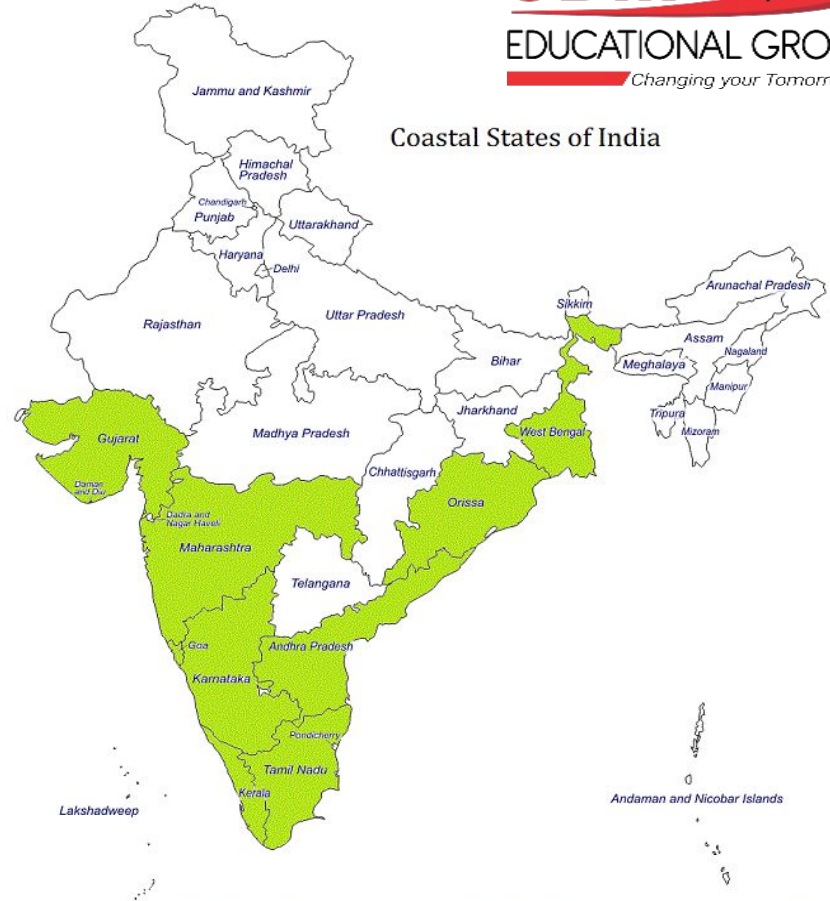 EDUCATIONAL GRO
Changing your Tomorr
Jammu and Kashmir
Coastal States of India
Himachal
Pradesh
Chandigarh
Punjab
Uttarakhand
Haryana
Delhi
Rajasthan
Uttar Pradesh
Sikkim
Arunachal Pradesh
Assam
Nagaland
Bihar
Meghalaya
Manipur
Jharkhand
Tripura
Mizoram
Gujarat
Madhya Pradesh
West Bengal
Chhattisgarh
Daman
and Diu
Orissa
Dadra and
Nagar Haveli
Maharashtra
Telangana
Goa
Andhra Pradesh
Karnataka
Pondicherry
Tamil Nadu
Kerala
Lakshadweep
Andaman and Nicobar Islands